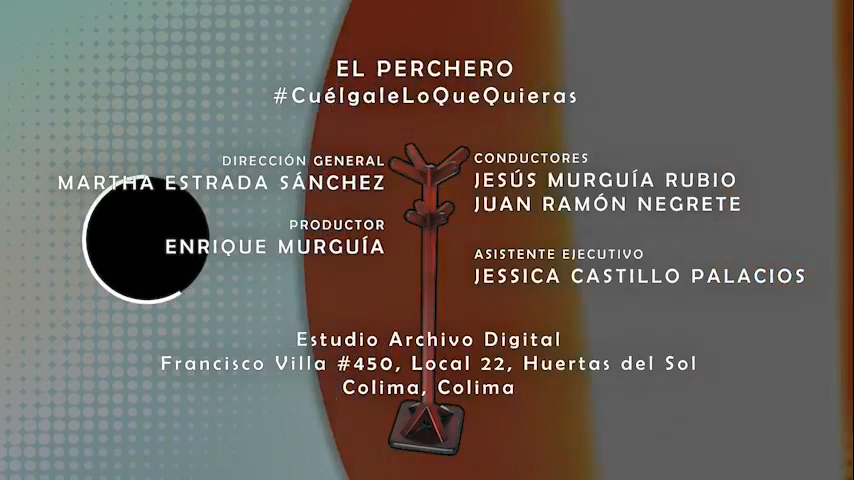 EL PERCHERO
#CuélgaleLoQueQuieras
DIRECCIÓN GENERAL
MARTHA ESTRADA SÁNCHEZ
PRODUCTOR
ENRIQUE MURGUÍA
CONDUCTORES
JESÚS MURGUÍA RUBIO
JUAN RAMÓN NEGRETE
ASISTENTE EJECUTIVO
JESSICA CASTILLO PALACIOS
Estudio Archivo Digital
Francisco Villa #450, Local 22, Huertas del Sol
Colima, Colima